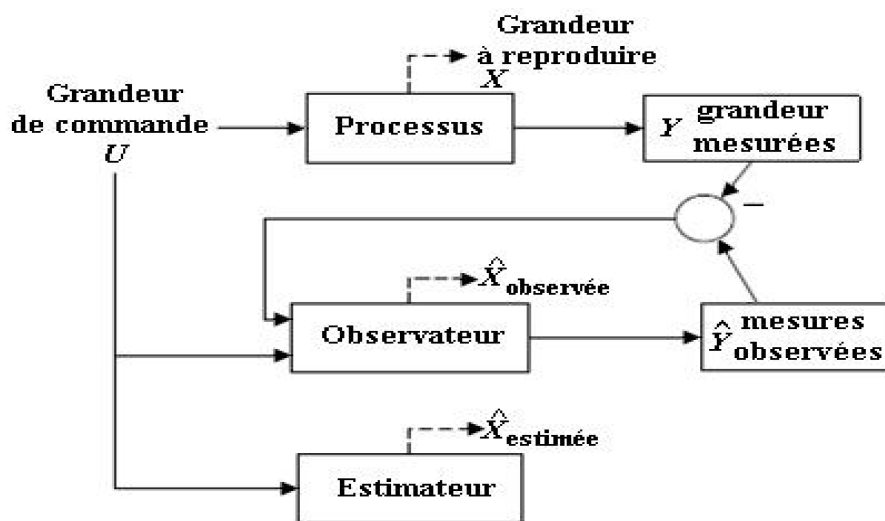 Grandeur
à reproduire
X
Grandeur
de commande
U
Processus
Y grandeur
mesurées
−
X̂ observée
Observateur
Ŷ mesures
observées
X̂ estimée
Estimateur